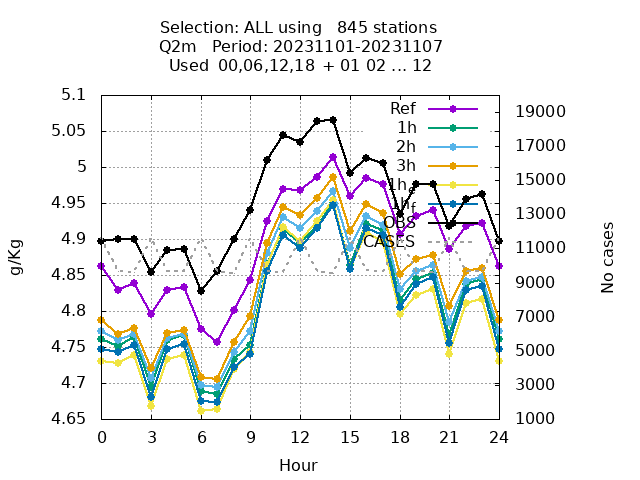 Selection: ALL using   845 stations
Q2m   Period: 20231101-20231107
Used  00,06,12,18 + 01 02 ... 12
5.1
5.05
5
4.95
4.9
4.85
4.8
4.75
4.7
4.65
g/Kg
0 3 6 9 12 15 18 21 24
Hour
19000
17000
15000
13000
11000
9000
7000
5000
3000
1000
No cases
Ref
1h
2h
3h
1h_e
1h_f
OBS
CASES